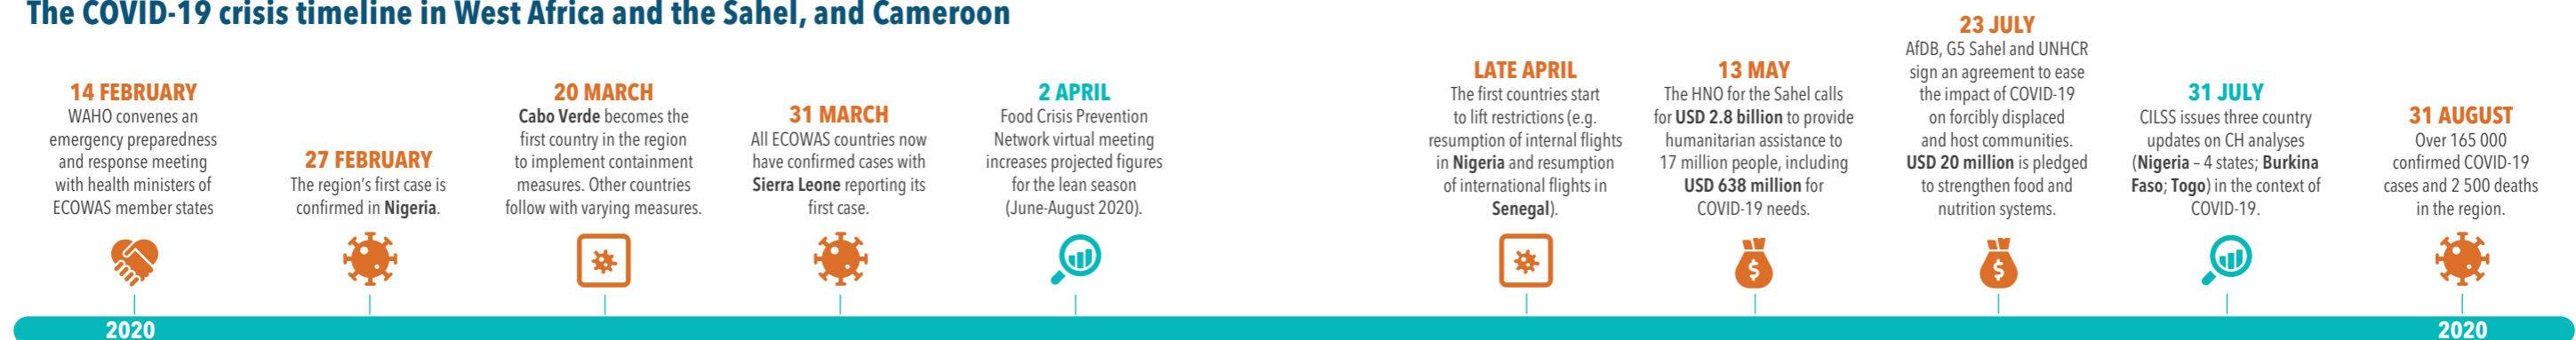 The COVID-19 crisis timeline in West Africa and the Sahel, and Cameroon
14 FEBRUARY
WAHO convenes an
emergency preparedness
and response meeting
with health ministers of
ECOWAS member states
27 FEBRUARY
The region's first case is
confirmed in Nigeria.
20 MARCH
Cabo Verde becomes the
first country in the region
to implement containment
measures. Other countries
follow with varying measures.
31 MARCH
All ECOWAS countries now
have confirmed cases with
Sierra Leone reporting its
first case.
2 APRIL
Food Crisis Prevention
Network virtual meeting
increases projected figures
for the lean season
(June-August 2020).
LATE APRIL
The first countries start
to lift restrictions (e.g.
resumption of internal flights
in Nigeria and resumption
of international flights in
Senegal).
13 MAY
The HNO for the Sahel calls
for USD 2.8 billion to provide
humanitarian assistance to
17 million people, including
USD 638 million for
COVID-19 needs.
23 JULY
AfDB, G5 Sahel and UNHCR
sign an agreement to ease
the impact of COVID-19
on forcibly displaced
and host communities.
USD 20 million is pledged
to strengthen food and
nutrition systems.
31 JULY
CILSS issues three country
updates on CH analyses
(Nigeria – 4 states; Burkina
Faso; Togo) in the context of
COVID-19.
31 AUGUST
Over 165 000
confirmed COVID-19
cases and 2 500 deaths
in the region.
2020
2020